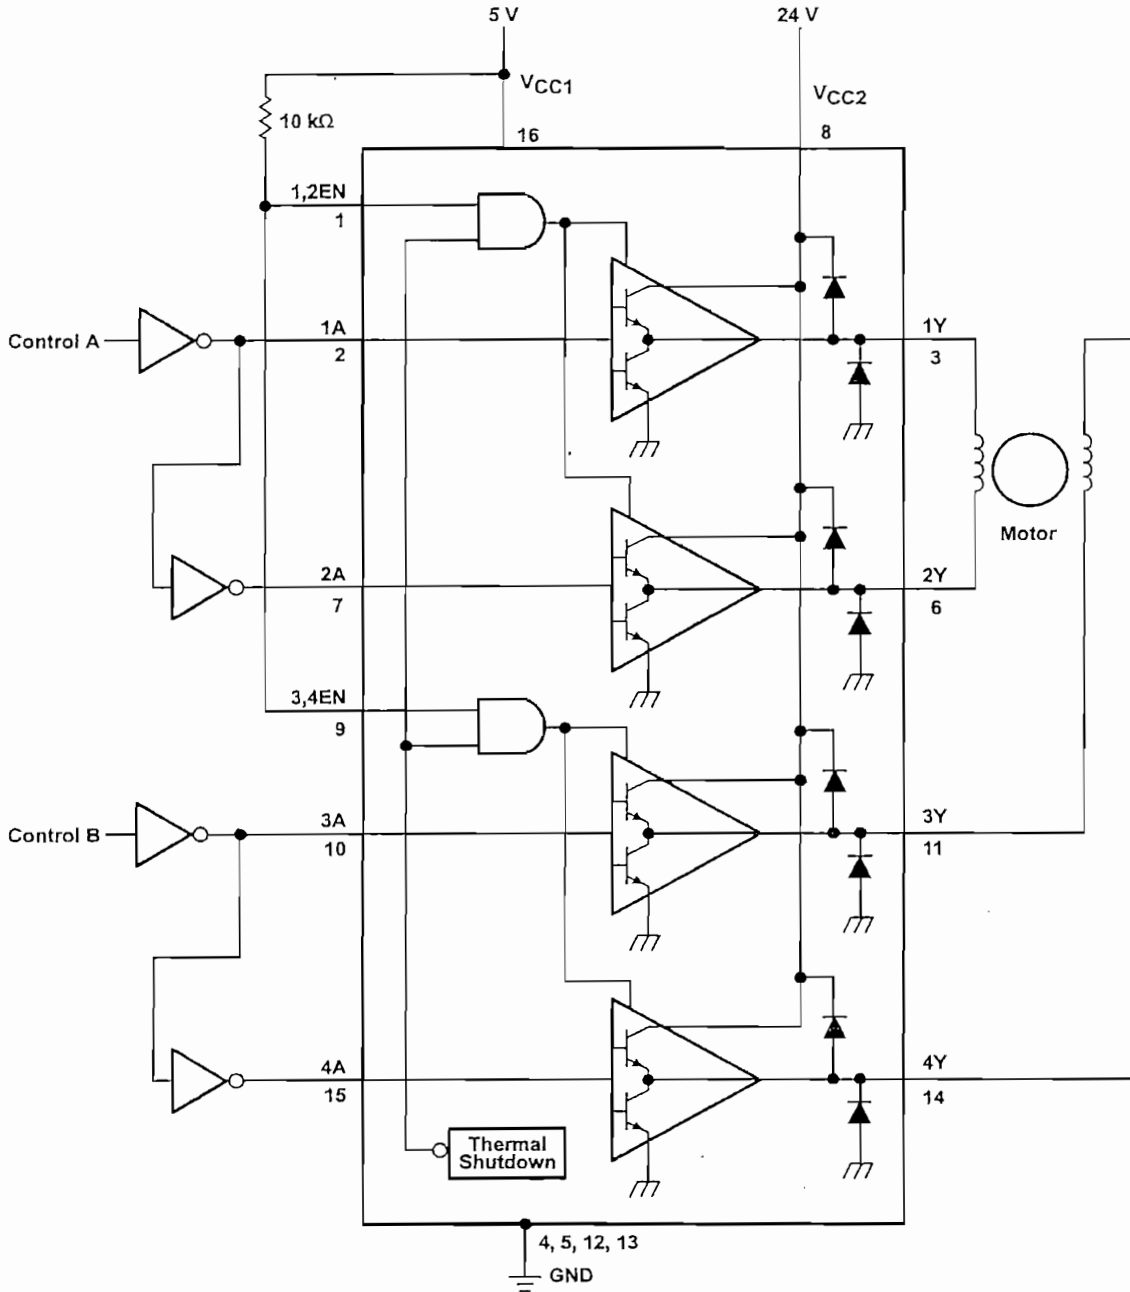 5 V
24 V
VCC1
VCC2
10 kΩ
16
8
1,2EN
1
Control A
1A
2
1Y
3
Motor
2A
7
2Y
6
3,4EN
9
Control B
3A
10
3Y
11
4A
15
4Y
14
Thermal
Shutdown
4, 5, 12, 13
GND